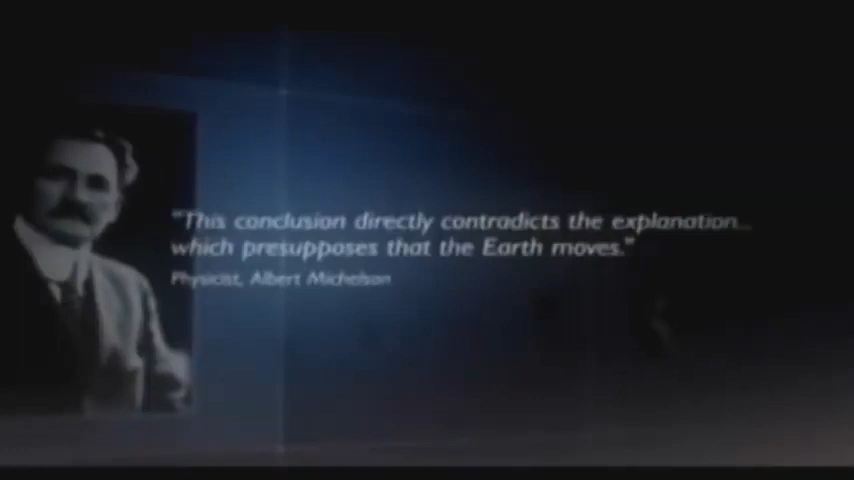 "This conclusion directly contradicts the explanation...
which presupposes that the Earth moves."
Physicist, Albert Michelson